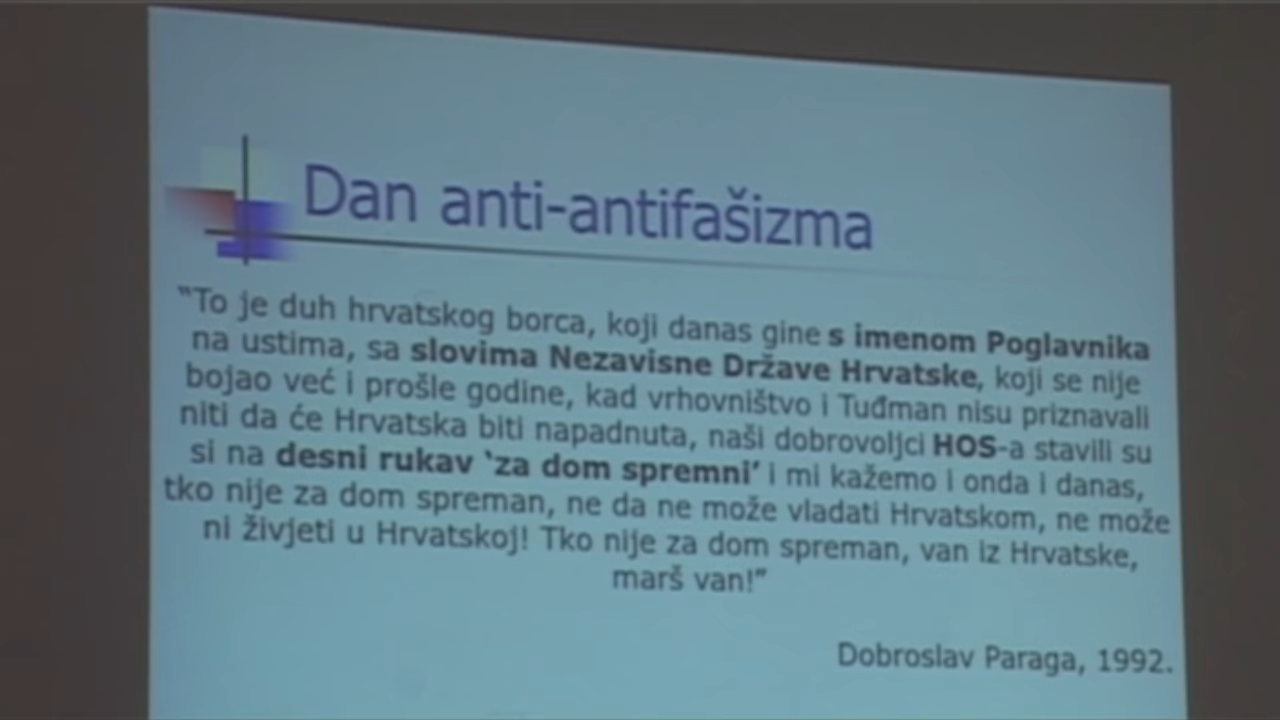 Dan anti-antifašizma
“To je duh hrvatskog borca, koji danas gine s imenom Poglavnika
na ustima, sa slovima Nezavisne Države Hrvatske, koji se nije
bojao već i prošle godine, kad vrhovništvo i Tuđman nisu priznavali
niti da će Hrvatska biti napadnuta, naši dobrovoljci HOS-a stavili su
si na desni rukav ‘za dom spremni’ i mi kažemo i onda i danas,
tko nije za dom spreman, ne da ne može vladati Hrvatskom, ne može
ni živjeti u Hrvatskoj! Tko nije za dom spreman, van iz Hrvatske,
marš van!”
Dobroslav Paraga, 1992.